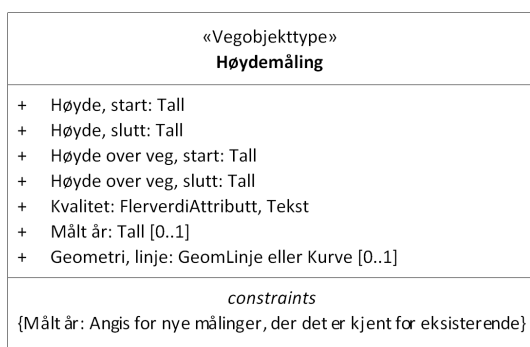 «Vegobjekttype»
Høydemåling
+ Høyde, start: Tall
+ Høyde, slutt: Tall
+ Høyde over veg, start: Tall
+ Høyde over veg, slutt: Tall
+ Kvalitet: FlerverdiAttributt, Tekst
+ Målt år: Tall [0..1]
+ Geometri, linje: GeomLinje eller Kurve [0..1]
constraints
{Målt år: Angis for nye målinger, der det er kjent for eksisterende}